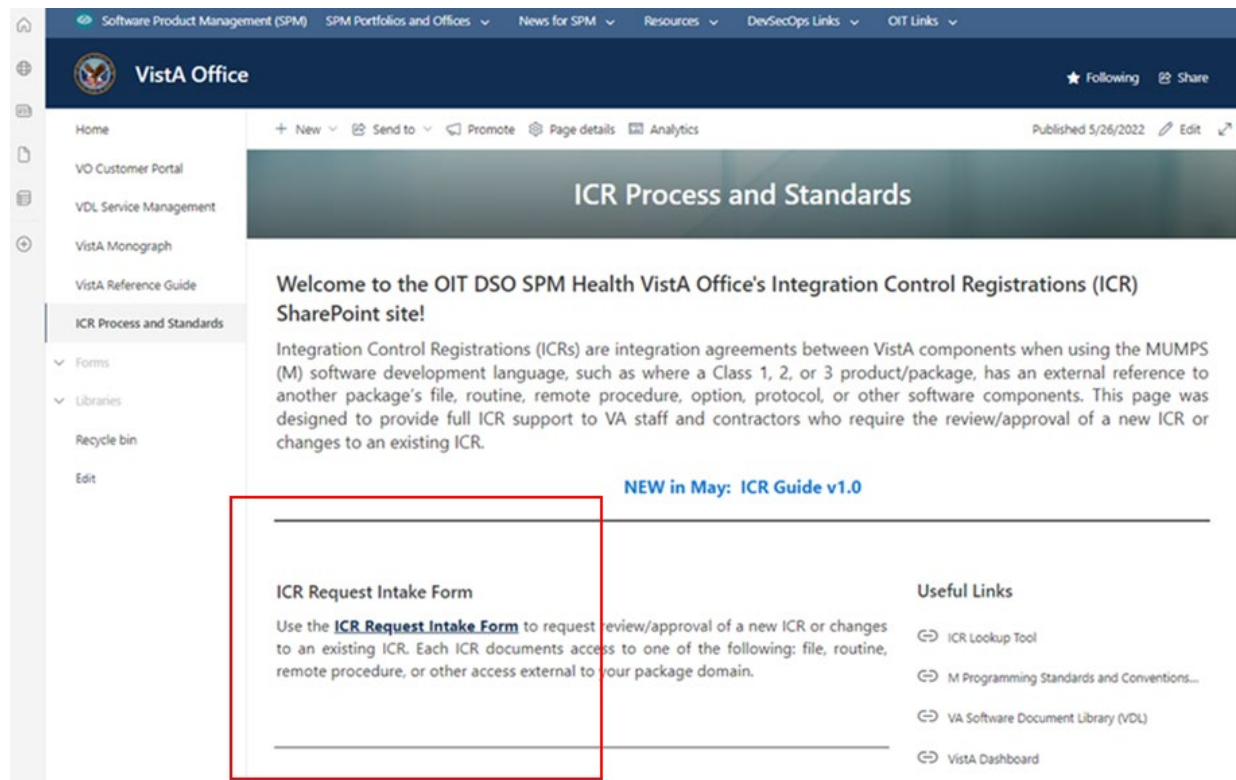 Software Product Management (SPM) SPM Portfolios and Offices News for SPM Resources DevSecOps Links OIT Links
VistA Office
Following Share
Home
VO Customer Portal
VDL Service Management
VistA Monograph
VistA Reference Guide
ICR Process and Standards
Forms
Libraries
Recycle bin
Edit
New Send to Promote Page details Analytics Published 5/26/2022 Edit
ICR Process and Standards
Welcome to the OIT DSO SPM Health VistA Office's Integration Control Registrations (ICR)
SharePoint site!
Integration Control Registrations (ICRs) are integration agreements between VistA components when using the MUMPS
(M) software development language, such as where a Class 1, 2, or 3 product/package, has an external reference to
another package's file, routine, remote procedure, option, protocol, or other software components. This page was
designed to provide full ICR support to VA staff and contractors who require the review/approval of a new ICR or
changes to an existing ICR.
NEW in May: ICR Guide v1.0
ICR Request Intake Form
Use the ICR Request Intake Form to request review/approval of a new ICR or changes
to an existing ICR. Each ICR documents access to one of the following: file, routine,
remote procedure, or other access external to your package domain.
Useful Links
ICR Lookup Tool
M Programming Standards and Conventions...
VA Software Document Library (VDL)
VistA Dashboard